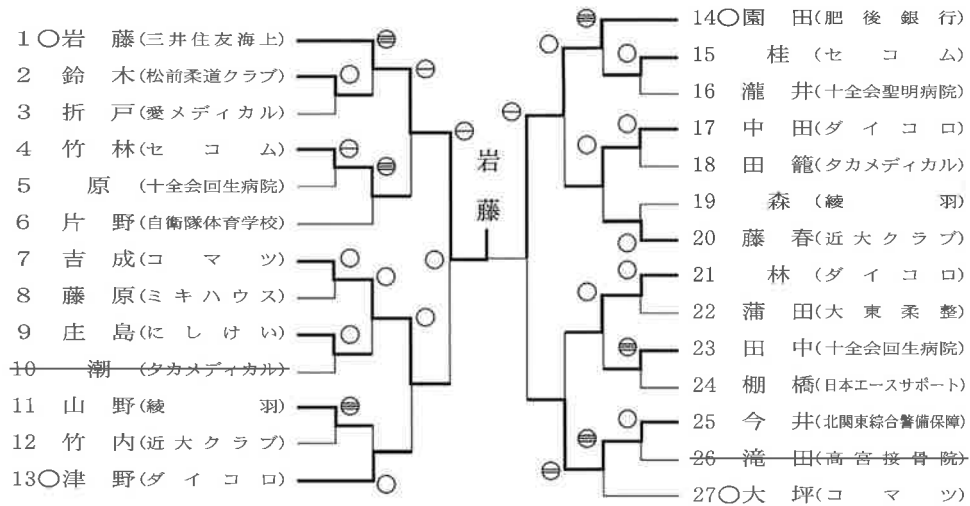 1○岩藤(三井住友海上)
2 鈴木(松前柔道クラブ)
3 折戸(愛メディカル)
4 竹林(セコム)
5 原(十全会回生病院)
6 片野(自衛隊体育学校)
7 吉成(コマツ)
8 藤原(ミキハウス)
9 庄島(にしけい)
10 潮(タカメディカル)
11 山野(綾羽)
12 竹内(近大クラブ)
13○津野(ダイコロ)
岩藤
14○園田(肥後銀行)
15 桂(セコム)
16 瀧井(十全会聖明病院)
17 中田(ダイコロ)
18 田籠(タカメディカル)
19 森(綾羽)
20 藤春(近大クラブ)
21 林(ダイコロ)
22 蒲田(大東柔整)
23 田中(十全会回生病院)
24 棚橋(日本エースサポート)
25 今井(北関東綜合警備保障)
26 滝田(高宮接骨院)
27○大坪(コマツ)